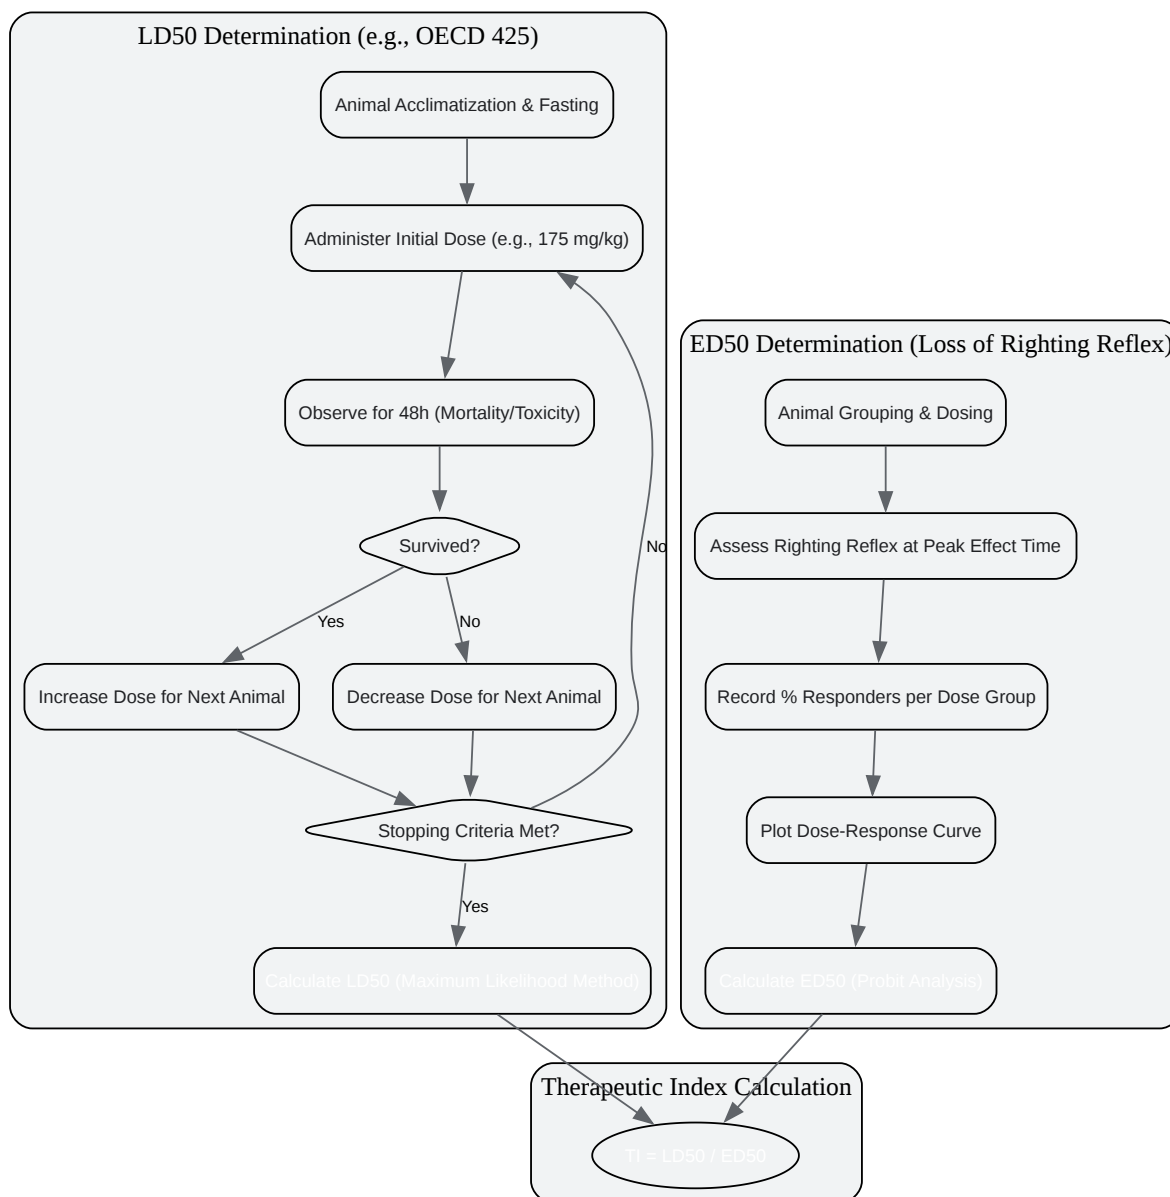 LD50 Determination (e.g., OECD 425)
Animal Acclimatization & Fasting
Administer Initial Dose (e.g., 175 mg/kg)
Observe for 48h (Mortality/Toxicity)
Survived?
No
Yes
No
Increase Dose for Next Animal
Decrease Dose for Next Animal
Stopping Criteria Met?
Yes
Calculate LD50 (Maximum Likelihood Method)
ED50 Determination (Loss of Righting Reflex)
Animal Grouping & Dosing
Assess Righting Reflex at Peak Effect Time
Record % Responders per Dose Group
Plot Dose-Response Curve
Calculate ED50 (Probit Analysis)
Therapeutic Index Calculation
TI = LD50 / ED50